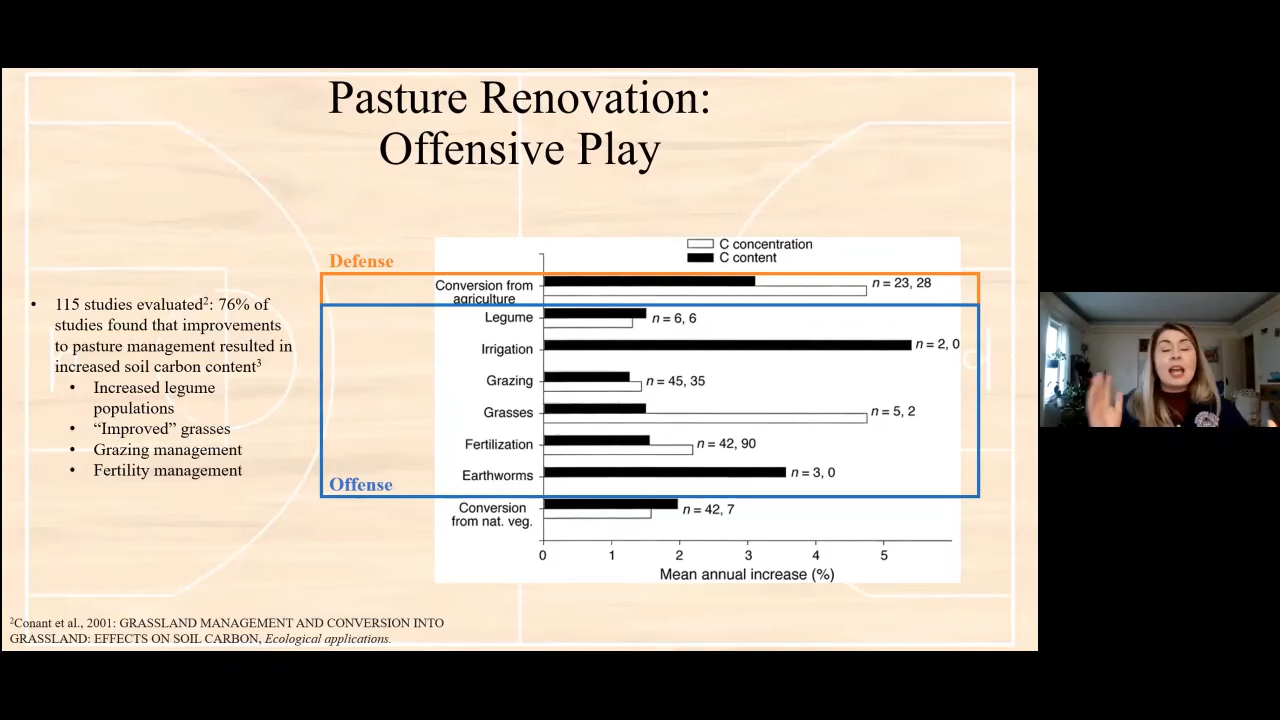 Pasture Renovation:
Offensive Play
• 115 studies evaluated²: 76% of
studies found that improvements
to pasture management resulted in
increased soil carbon content³
• Increased legume
populations
• “Improved” grasses
• Grazing management
• Fertility management
Defense
Offense
C concentration
C content
Conversion from
agriculture
n = 23, 28
Legume
n = 6, 6
Irrigation
n = 2, 0
Grazing
n = 45, 35
Grasses
n = 5, 2
Fertilization
n = 42, 90
Earthworms
n = 3, 0
Conversion
from nat. veg.
n = 42, 7
0 1 2 3 4 5
Mean annual increase (%)
²Conant et al., 2001: GRASSLAND MANAGEMENT AND CONVERSION INTO
GRASSLAND: EFFECTS ON SOIL CARBON, Ecological applications.